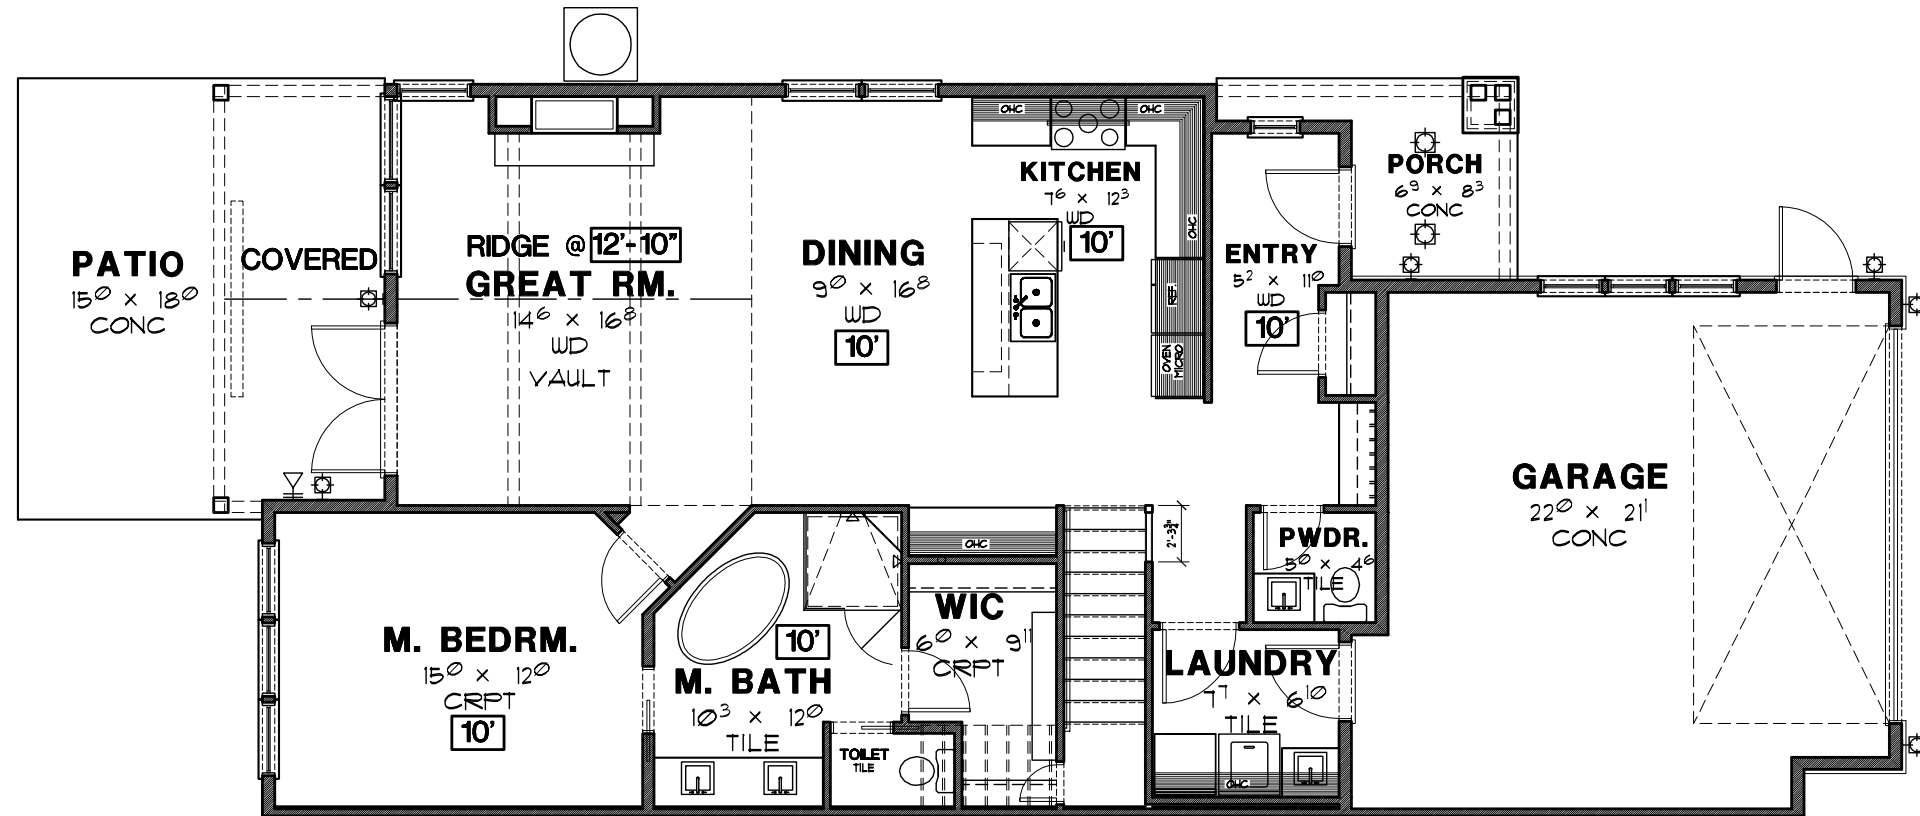 OHC
OHC
KITCHEN
7⁶ x 12³
WD
10'
OHC
PORCH
6⁹ x 8³
CONC
PATIO
15⁰ x 18⁰
CONC
COVERED
RIDGE @ 12'-10"
GREAT RM.
14⁶ x 16⁸
WD
VAULT
DINING
9⁰ x 16⁸
WD
10'
REF.
OVEN
MICRO
ENTRY
5² x 11⁰
WD
10'
GARAGE
22⁰ x 21¹
CONC
2'-3¾"
PWDR.
5⁰ x 4⁶
TILE
OHC
WIC
6⁰ x 9¹¹
CRPT
M. BEDRM.
15⁰ x 12⁰
CRPT
10'
10'
M. BATH
10³ x 12⁰
TILE
TOILET
TILE
LAUNDRY
7⁷ x 6¹⁰
TILE
OHC